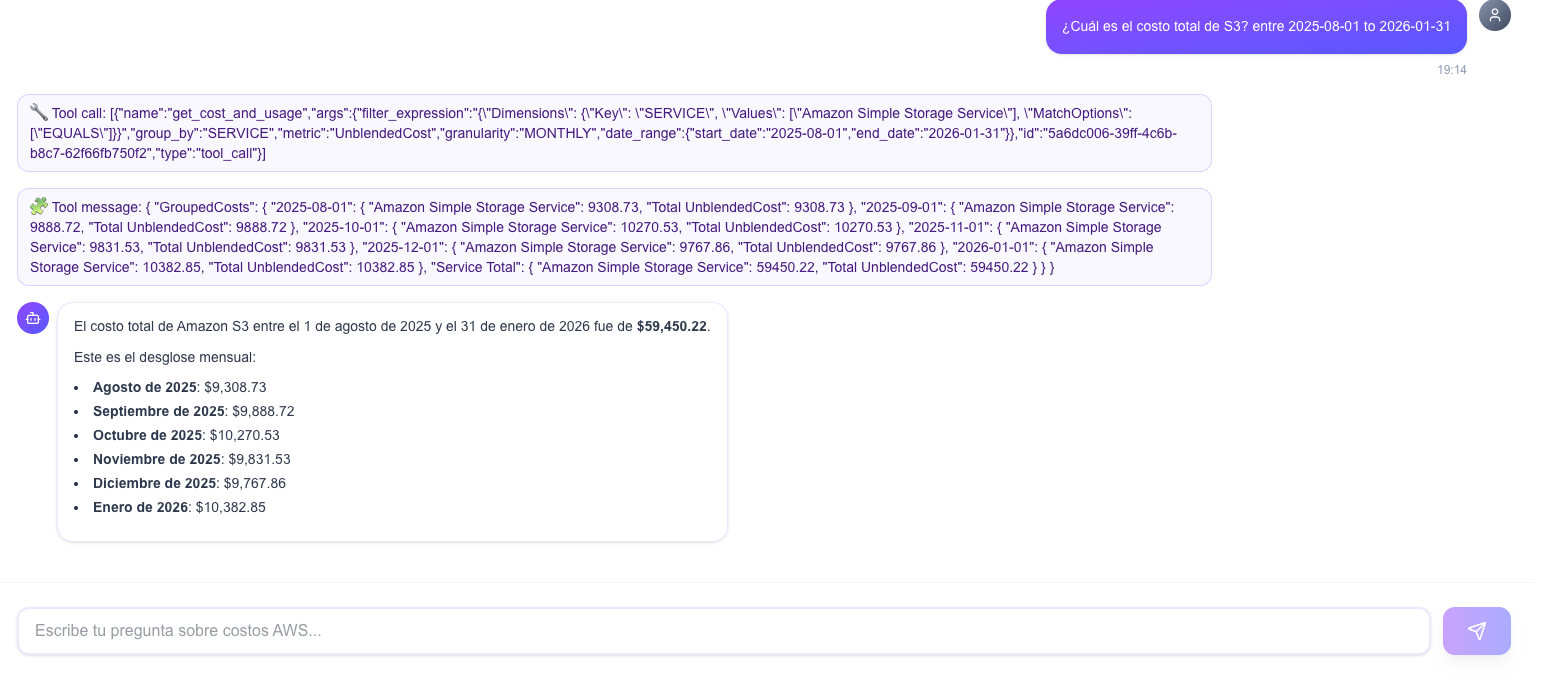 ¿Cuál es el costo total de S3? entre 2025-08-01 to 2026-01-31
19:14
Tool call: [{"name":"get_cost_and_usage","args":{"filter_expression":"{\"Dimensions\": {\"Key\": \"SERVICE\", \"Values\": [\"Amazon Simple Storage Service\"], \"MatchOptions\":
[\"EQUALS\"]}}","group_by":"SERVICE","metric":"UnblendedCost","granularity":"MONTHLY","date_range":{"start_date":"2025-08-01","end_date":"2026-01-31"}},"id":"5a6dc006-39ff-4c6b-
b8c7-62f66fb750f2","type":"tool_call"}]
Tool message: { "GroupedCosts": { "2025-08-01": { "Amazon Simple Storage Service": 9308.73, "Total UnblendedCost": 9308.73 }, "2025-09-01": { "Amazon Simple Storage Service":
9888.72, "Total UnblendedCost": 9888.72 }, "2025-10-01": { "Amazon Simple Storage Service": 10270.53, "Total UnblendedCost": 10270.53 }, "2025-11-01": { "Amazon Simple Storage
Service": 9831.53, "Total UnblendedCost": 9831.53 }, "2025-12-01": { "Amazon Simple Storage Service": 9767.86, "Total UnblendedCost": 9767.86 }, "2026-01-01": { "Amazon Simple
Storage Service": 10382.85, "Total UnblendedCost": 10382.85 }, "Service Total": { "Amazon Simple Storage Service": 59450.22, "Total UnblendedCost": 59450.22 } } }
El costo total de Amazon S3 entre el 1 de agosto de 2025 y el 31 de enero de 2026 fue de $59,450.22.
Este es el desglose mensual:
• Agosto de 2025: $9,308.73
• Septiembre de 2025: $9,888.72
• Octubre de 2025: $10,270.53
• Noviembre de 2025: $9,831.53
• Diciembre de 2025: $9,767.86
• Enero de 2026: $10,382.85
Escribe tu pregunta sobre costos AWS...